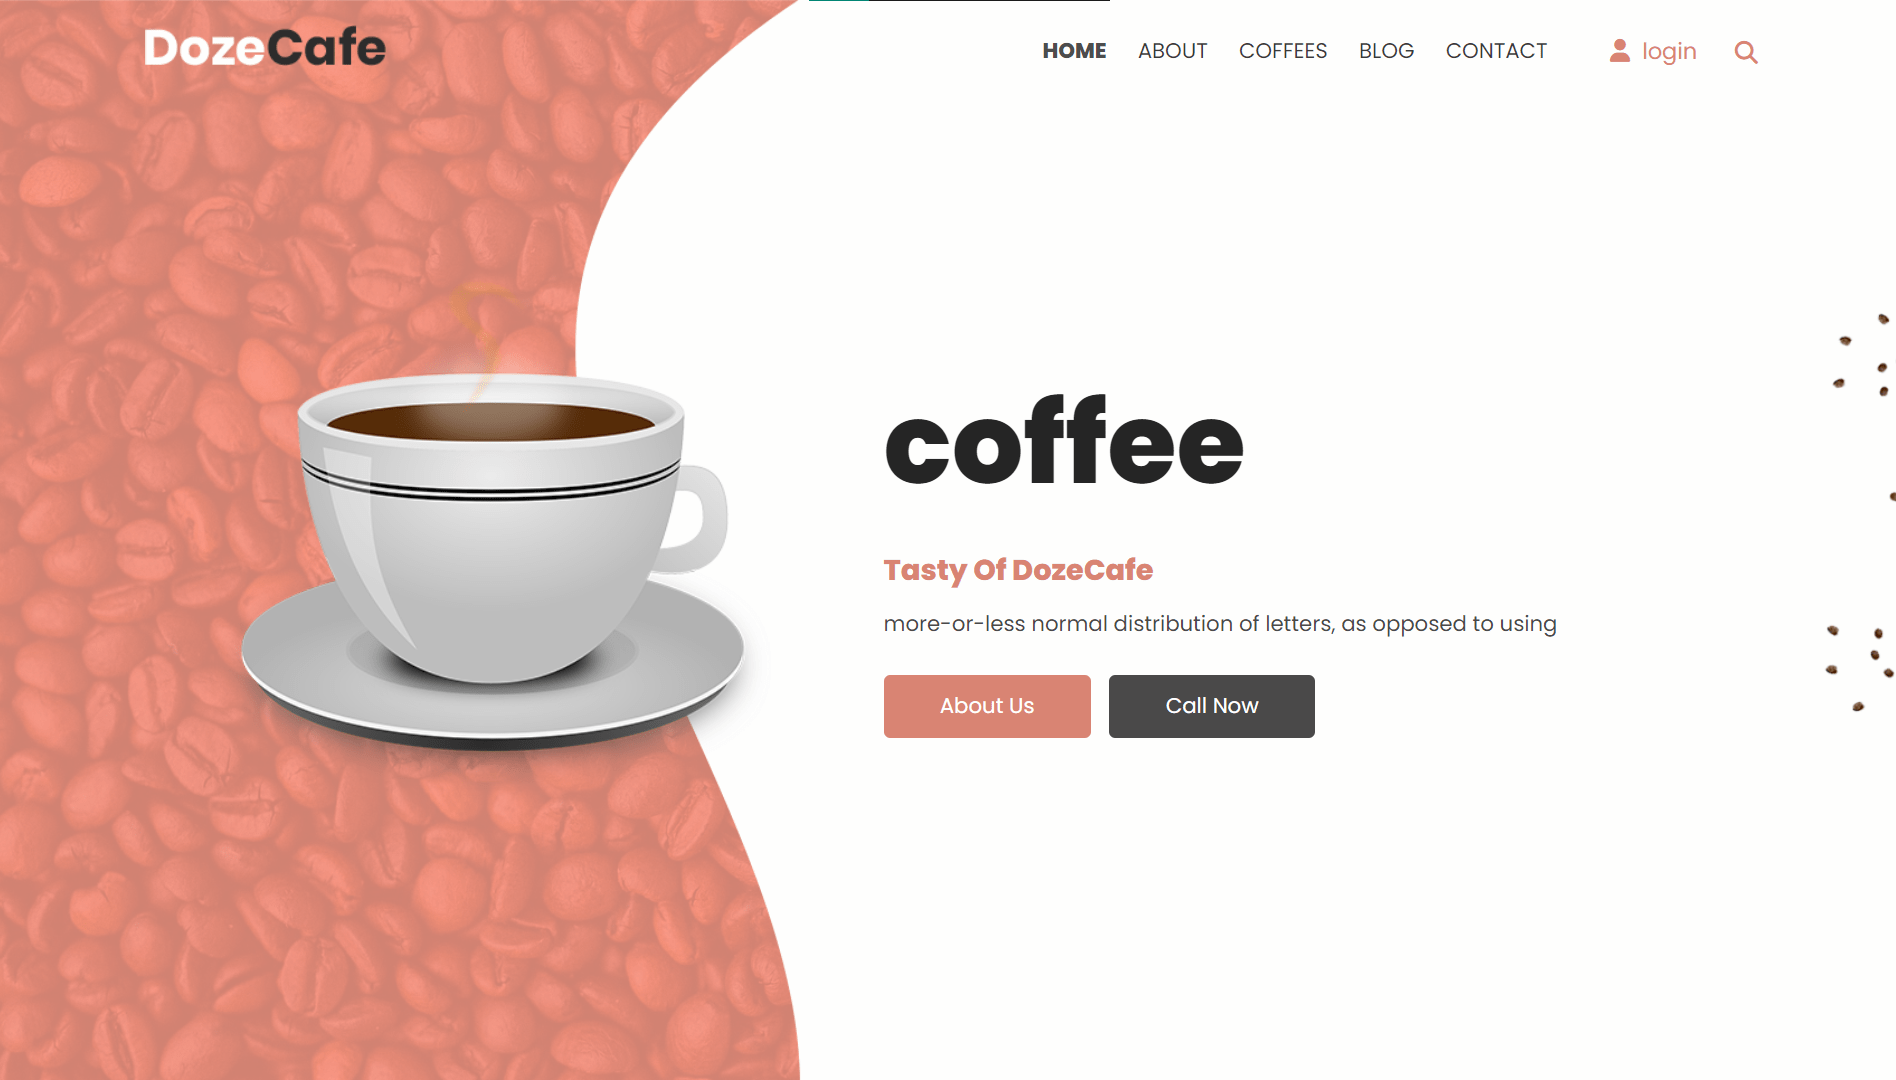 DozeCafe
HOME ABOUT COFFEES BLOG CONTACT login
coffee
Tasty Of DozeCafe
more-or-less normal distribution of letters, as opposed to using
About Us Call Now